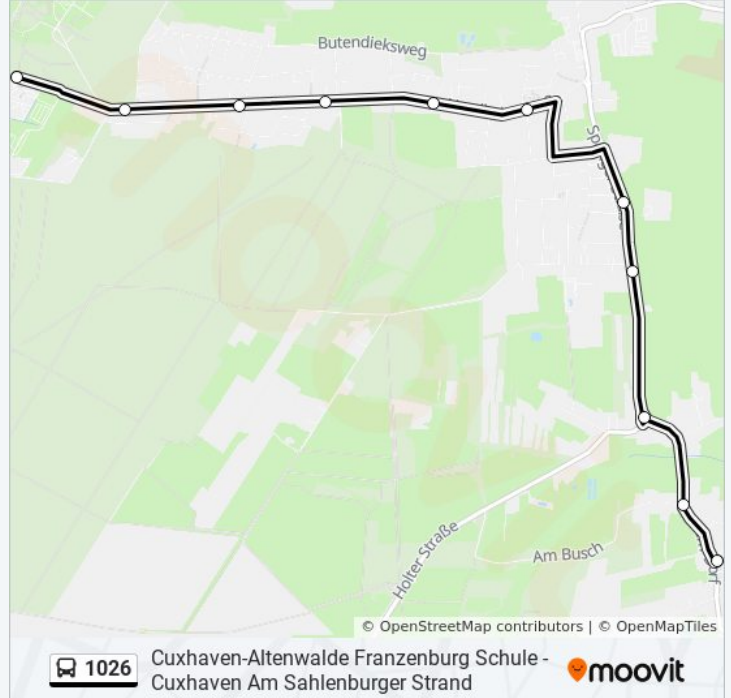 Butendieksweg
Holter Straße
Am Busch
© OpenStreetMap contributors | © OpenMapTiles
1026
Cuxhaven-Altenwalde Franzenburg Schule -
Cuxhaven Am Sahlenburger Strand
moovit